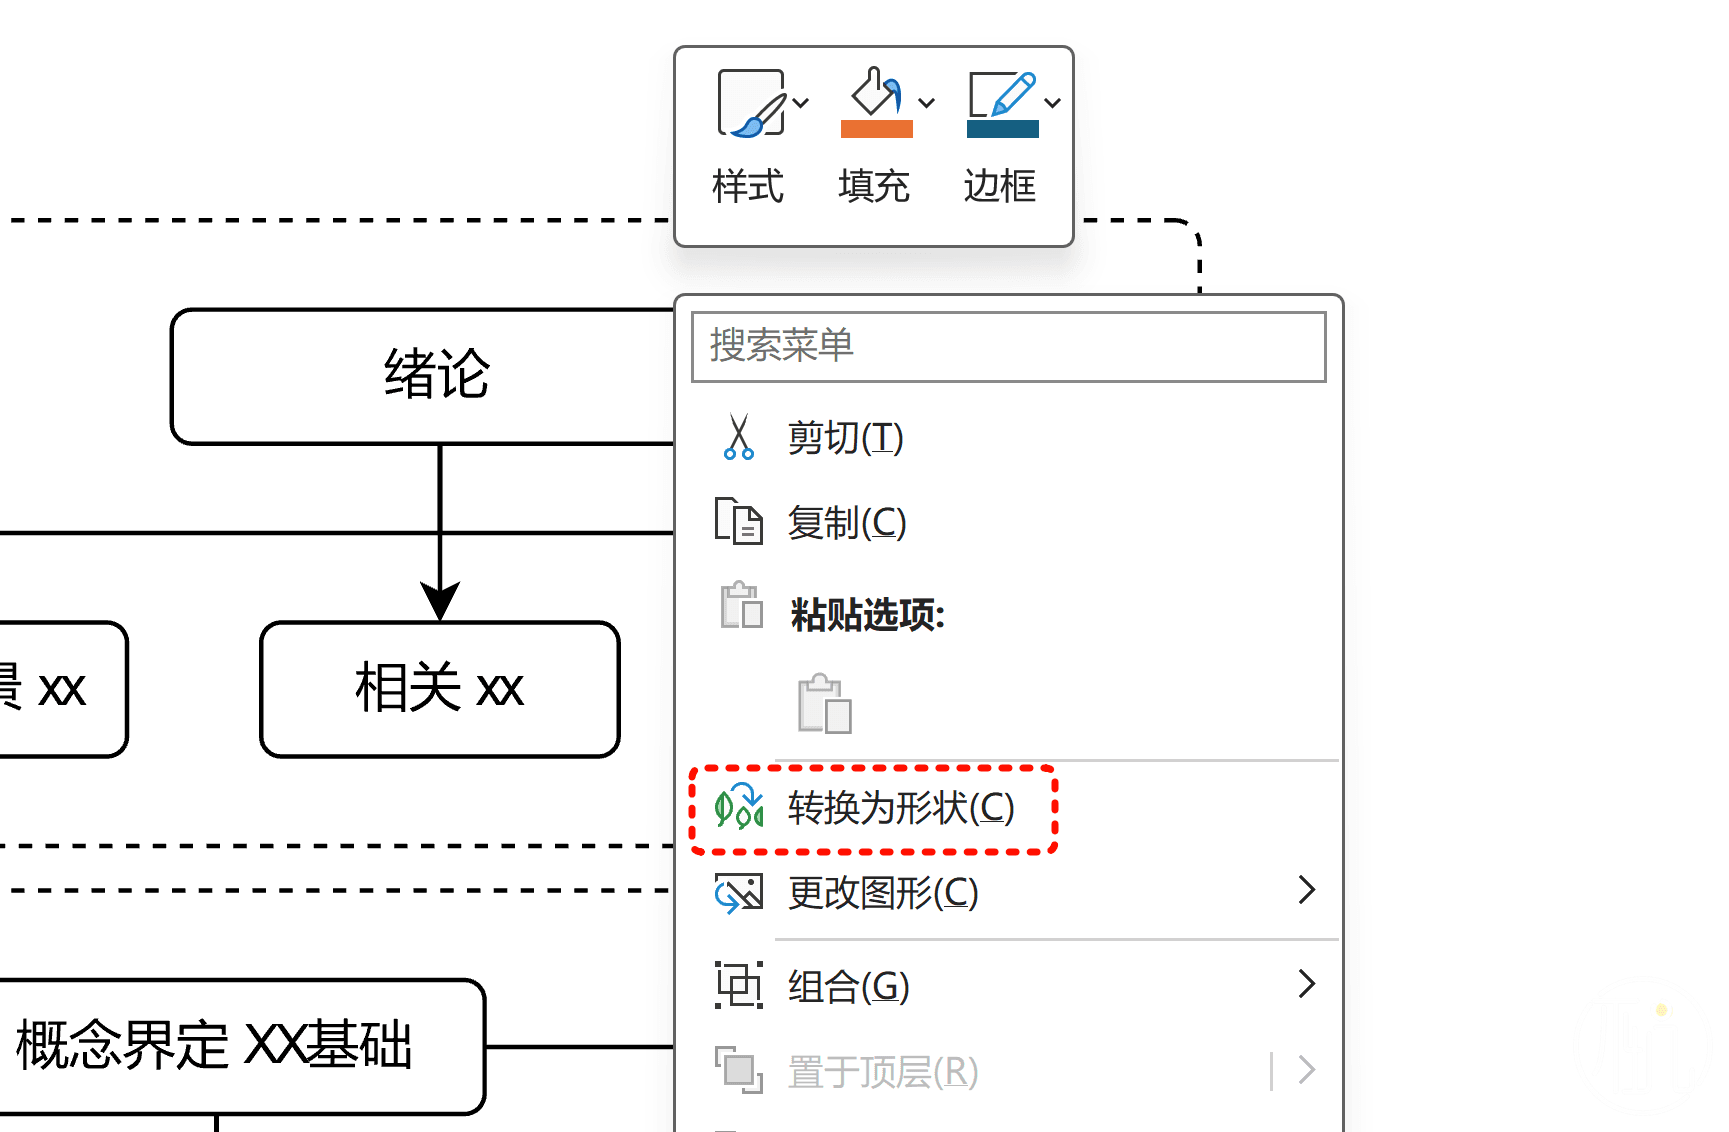 样式 填充 边框
绪论
搜索菜单
剪切(T)
复制(C)
粘贴选项:
xx
相关 xx
转换为形状(C)
更改图形(C)
组合(G)
概念界定 XX基础
置于顶层(R)